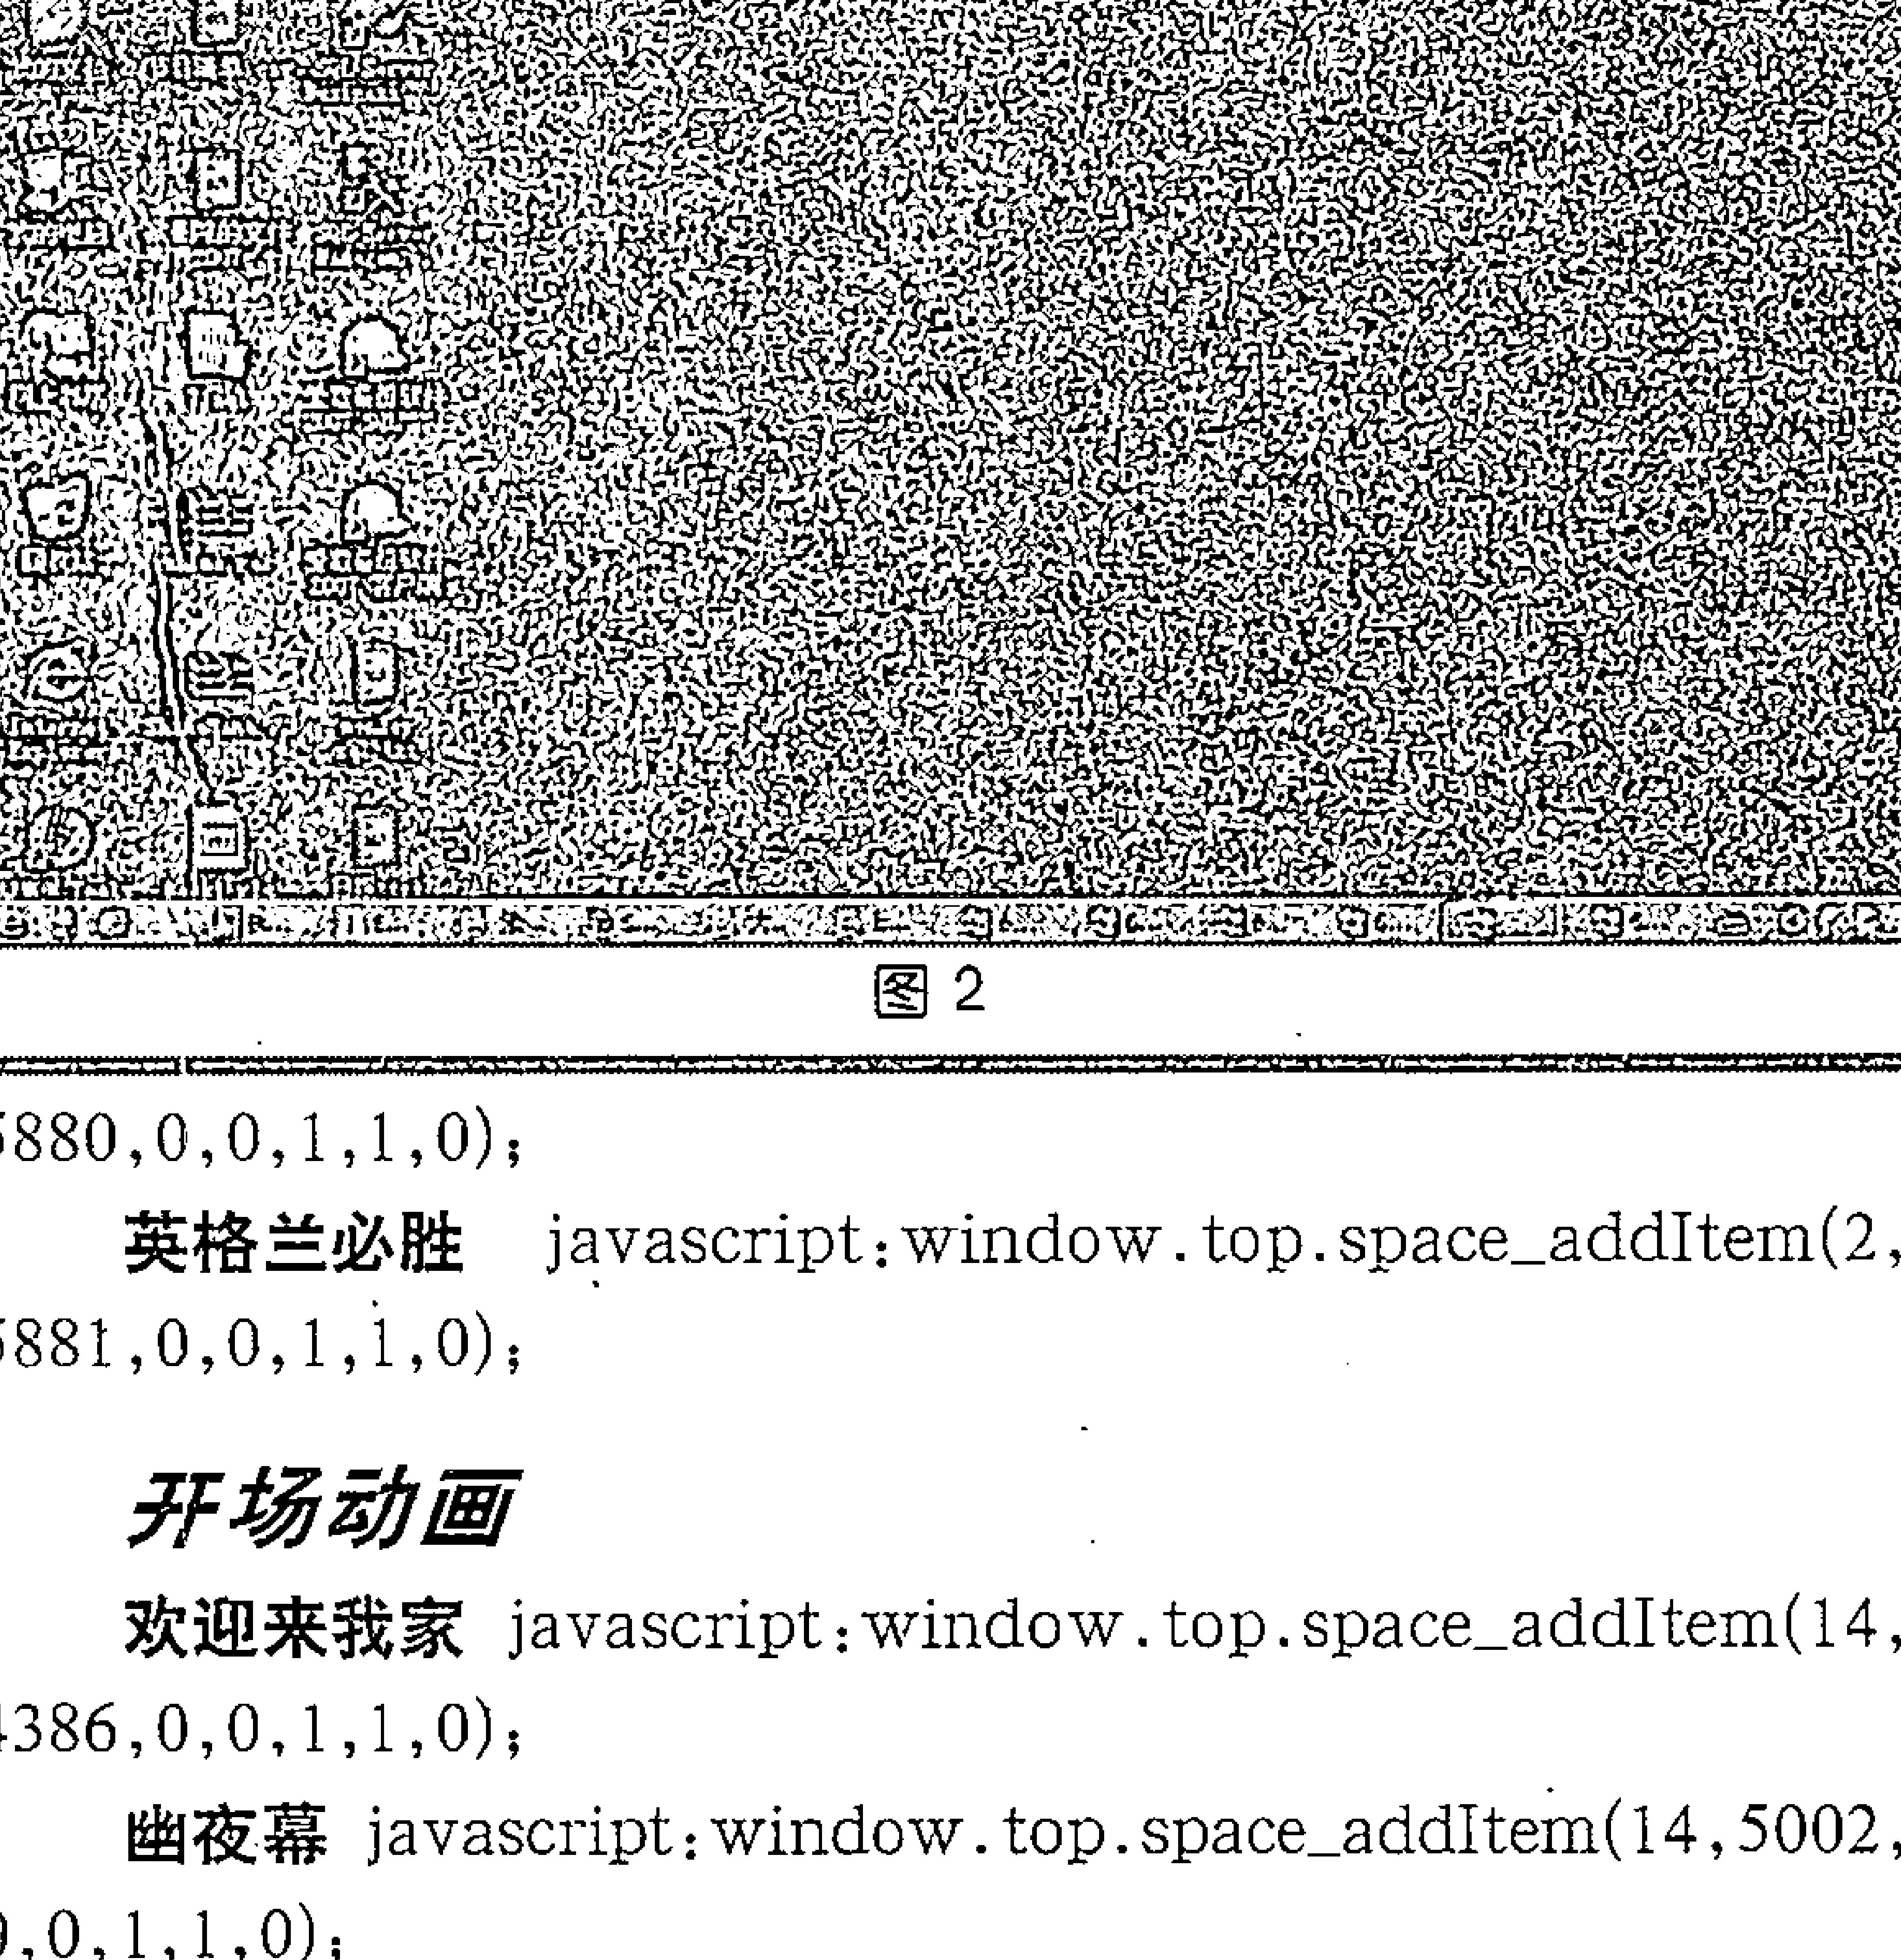 图 2
5880,0,0,1,1,0);
英格兰必胜 javascript:window.top.space_addItem(2,
5881,0,0,1,1,0);
开场动画
欢迎来我家 javascript:window.top.space_addItem(14,
4386,0,0,1,1,0);
幽夜幕 javascript:window.top.space_addItem(14,5002,
0,0,1,1,0);